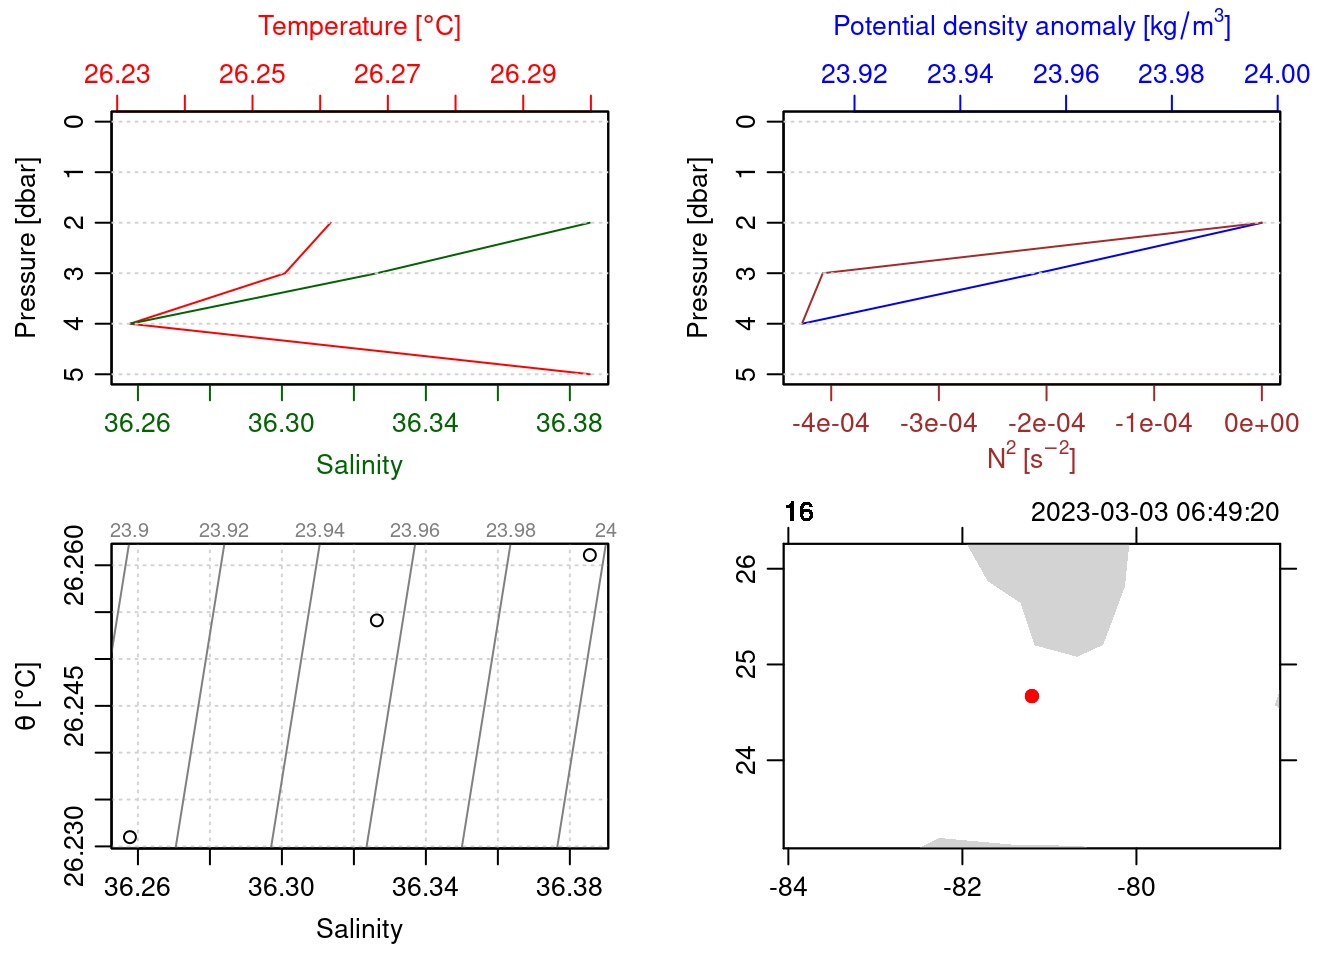 Temperature [°C]
26.23 26.25 26.27 26.29
0
1
2
3
4
5
Pressure [dbar]
36.26 36.30 36.34 36.38
Salinity
Potential density anomaly [kg/m³]
23.92 23.94 23.96 23.98 24.00
0
1
2
3
4
5
Pressure [dbar]
-4e-04 -3e-04 -2e-04 -1e-04 0e+00
N² [s⁻²]
23.9 23.92 23.94 23.96 23.98 24
26.260
26.245
26.230
θ [°C]
36.26 36.30 36.34 36.38
Salinity
16 2023-03-03 06:49:20
26
25
24
-84 -82 -80